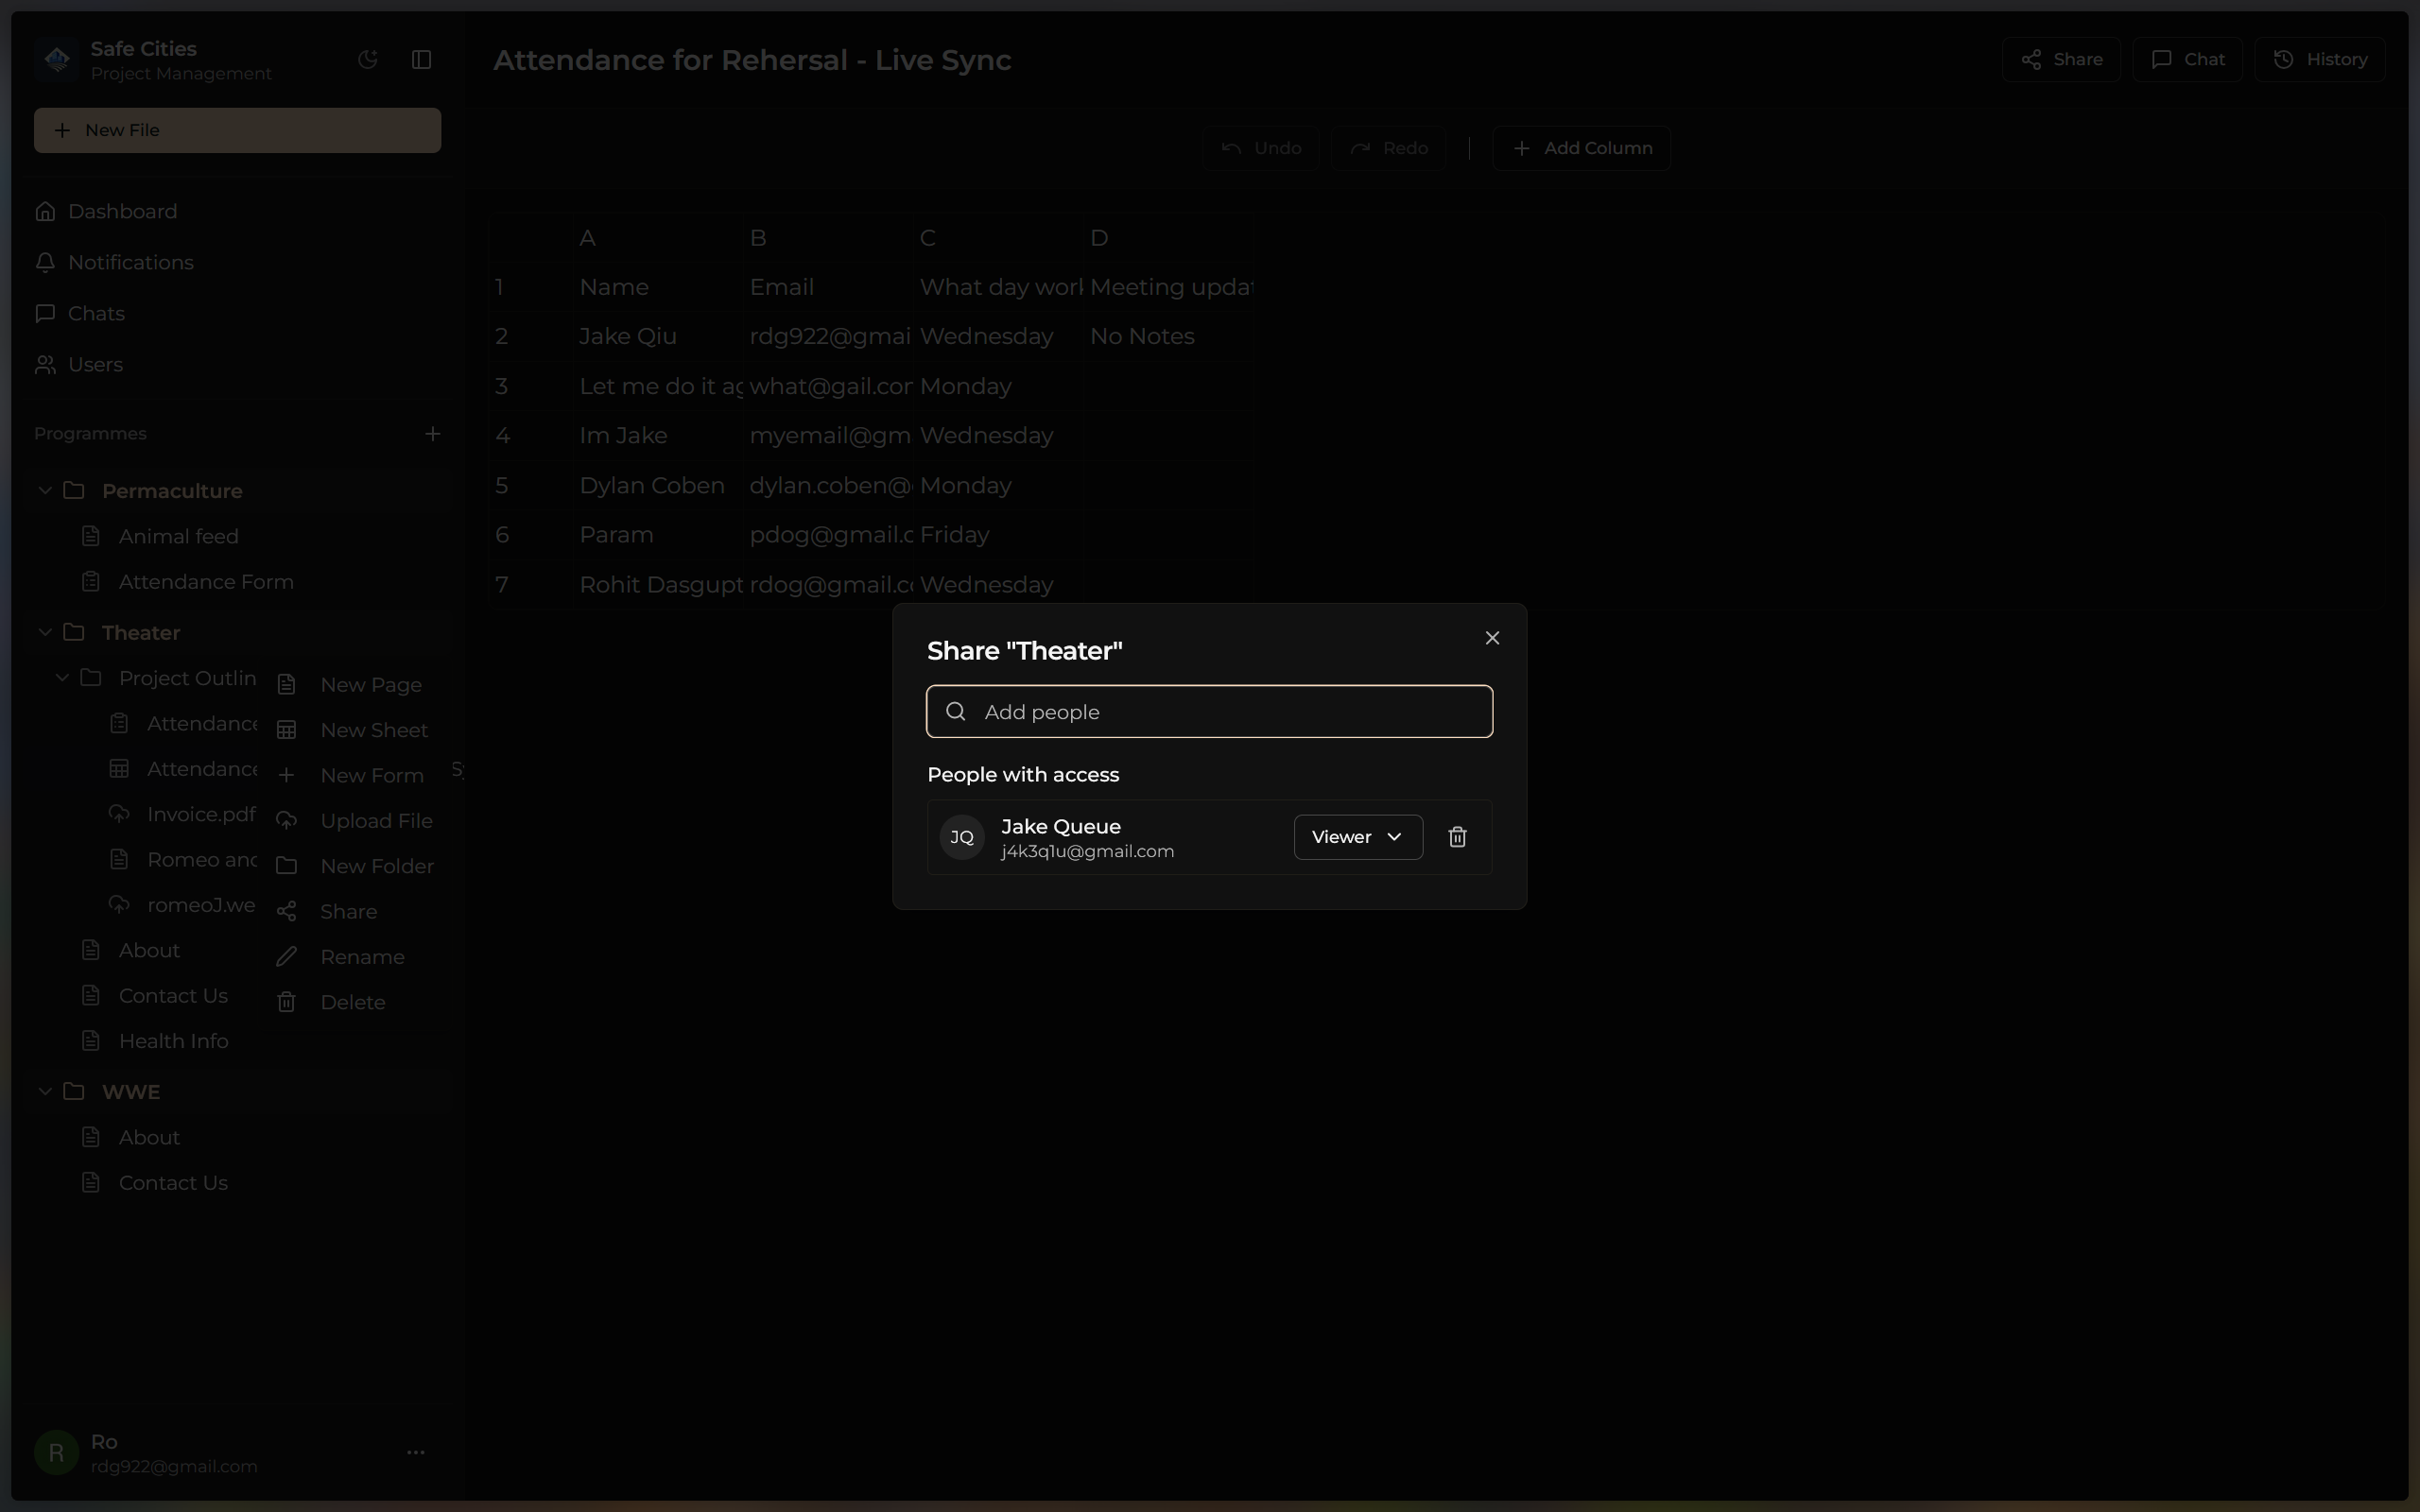 Safe Cities
Project Management
New File
Dashboard
Notifications
Chats
Users
Programmes
Permaculture
Animal feed
Attendance Form
Theater
Project Outlin
Attendance
Attendance
Invoice.pdf
Romeo and
romeoJ.we
About
Contact Us
Health Info
WWE
About
Contact Us
Ro
rdg922@gmail.com
R
New Page
New Sheet
New Form
Upload File
New Folder
Share
Rename
Delete
Attendance for Rehersal - Live Sync
Share Chat History
Undo Redo Add Column
A B C D
1 Name Email What day work Meeting updat
2 Jake Qiu rdg922@gmai Wednesday No Notes
3 Let me do it ag what@gail.com Monday
4 Im Jake myemail@gm Wednesday
5 Dylan Coben dylan.coben@ Monday
6 Param pdog@gmail.c Friday
7 Rohit Dasgupt rdog@gmail.co Wednesday
Share "Theater"
Add people
People with access
JQ
Jake Queue
j4k3q1u@gmail.com
Viewer